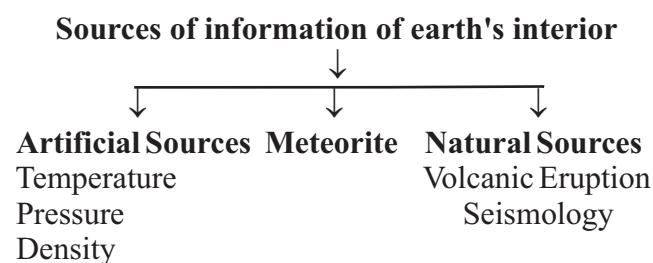 Sources of information of earth's interior
Artificial Sources Meteorite Natural Sources
Temperature Volcanic Eruption
Pressure Seismology
Density